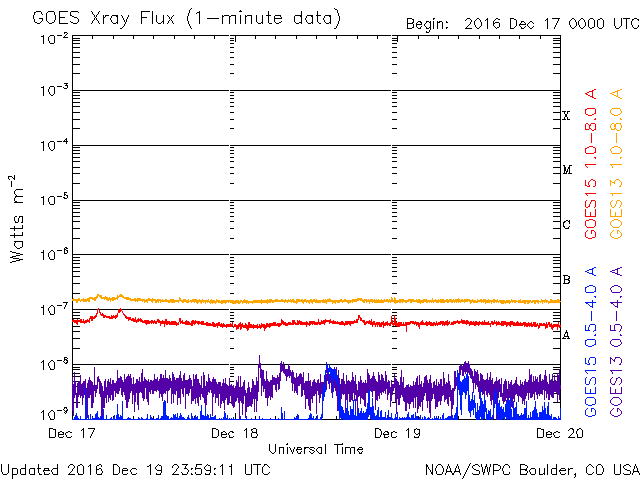 GOES Xray Flux (1-minute data)
Begin: 2016 Dec 17 0000 UTC
Watts m⁻²
10⁻²
10⁻³
10⁻⁴
10⁻⁵
10⁻⁶
10⁻⁷
10⁻⁸
10⁻⁹
X
M
C
B
A
GOES15 1.0-8.0 A
GOES13 1.0-8.0 A
GOES15 0.5-4.0 A
GOES13 0.5-4.0 A
Dec 17 Dec 18 Dec 19 Dec 20
Universal Time
Updated 2016 Dec 19 23:59:11 UTC
NOAA/SWPC Boulder, CO USA